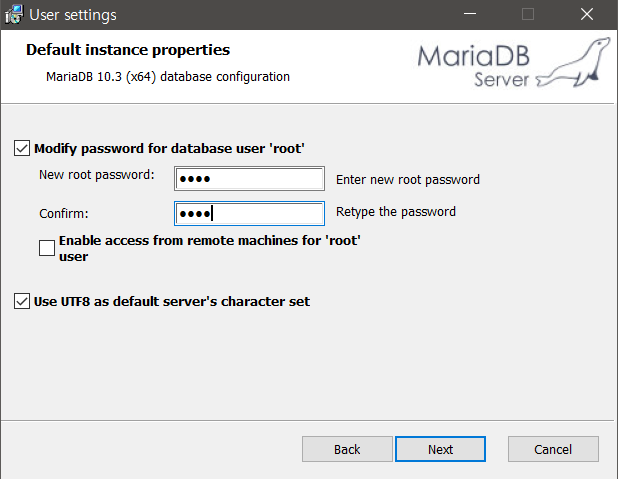 User settings
Default instance properties
MariaDB 10.3 (x64) database configuration
MariaDB
Server
Modify password for database user 'root'
New root password: ●●●● Enter new root password
Confirm: ●●●● Retype the password
Enable access from remote machines for 'root'
user
Use UTF8 as default server's character set
Back Next Cancel